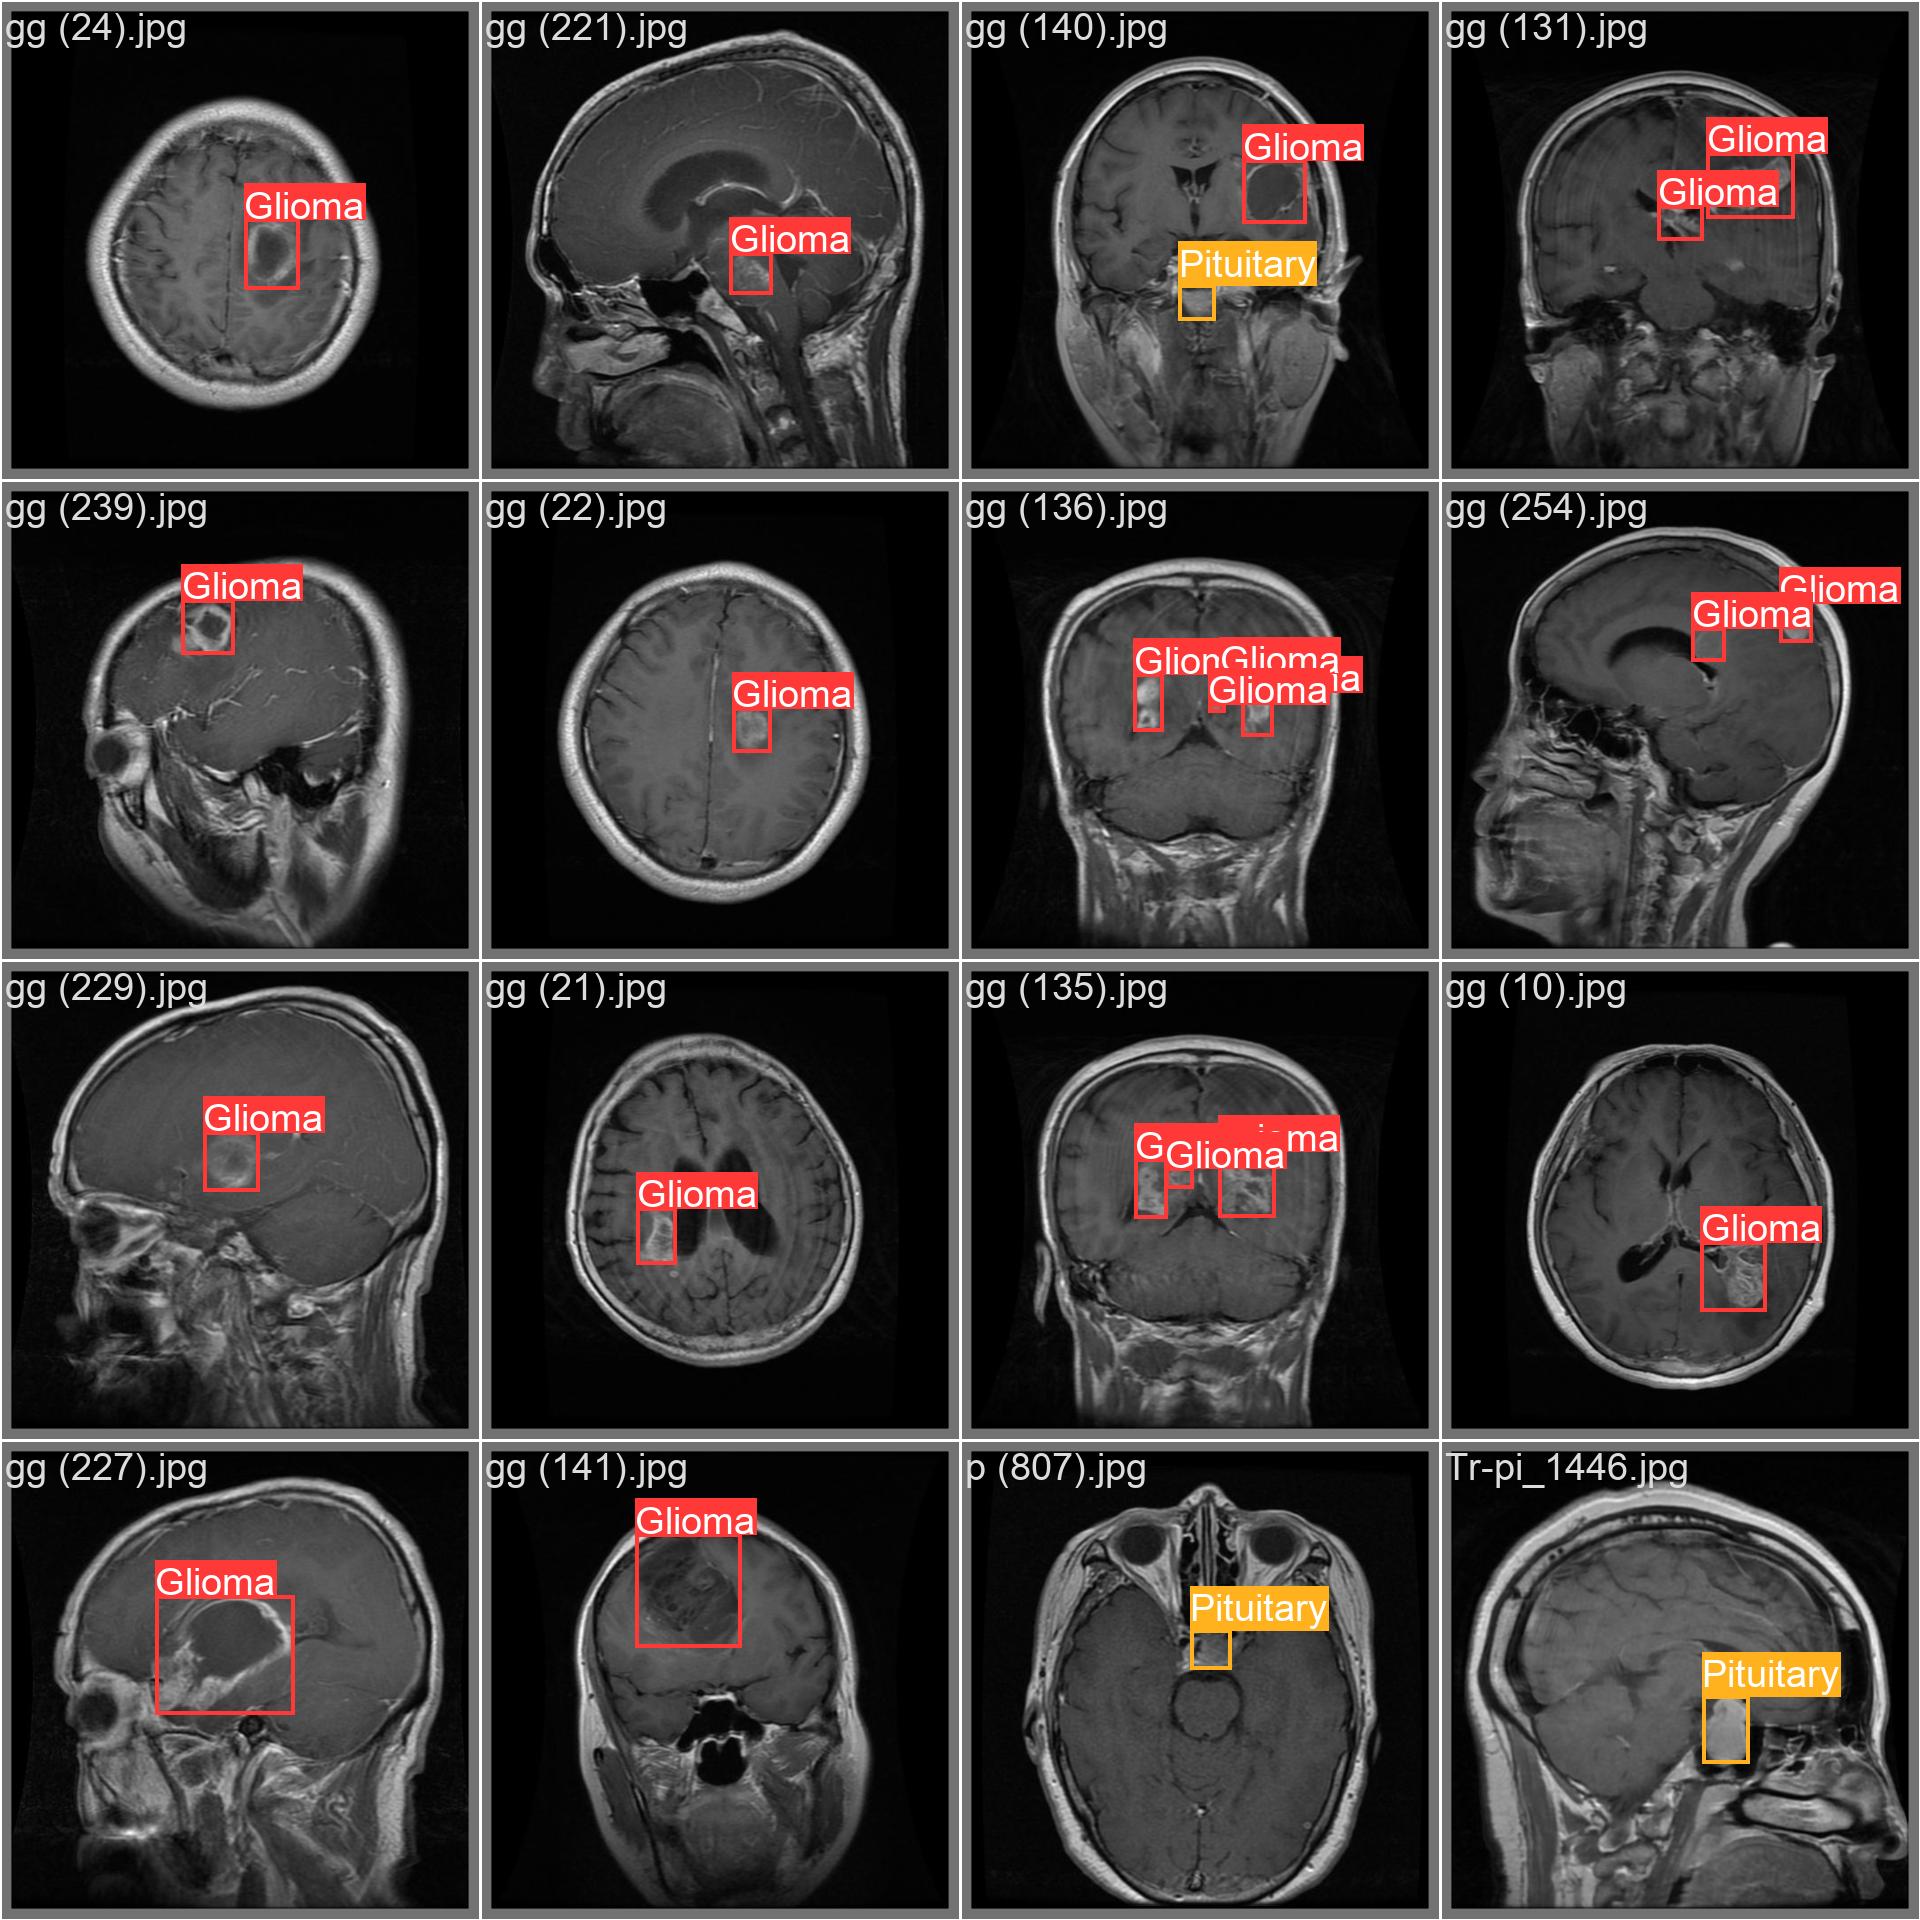 gg (24).jpg
Glioma
gg (221).jpg
Glioma
gg (140).jpg
Glioma
Pituitary
gg (131).jpg
Glioma
Glioma
gg (239).jpg
Glioma
gg (22).jpg
Glioma
gg (136).jpg
Glioma
Glioma
gg (254).jpg
Glioma
gg (229).jpg
Glioma
gg (21).jpg
Glioma
gg (135).jpg
Glioma
gg (10).jpg
Glioma
gg (227).jpg
Glioma
gg (141).jpg
Glioma
p (807).jpg
Pituitary
Tr-pi_1446.jpg
Pituitary